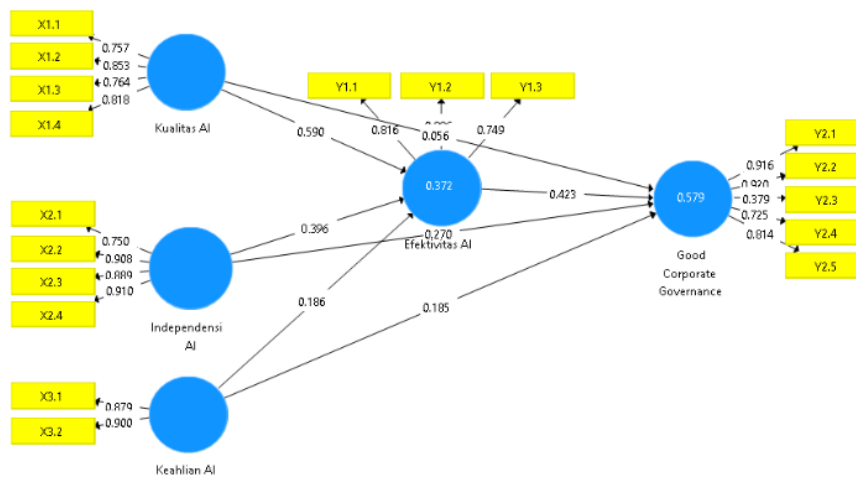 X1.1
X1.2
X1.3
X1.4
0.757
0.853
0.764
0.818
Kualitas AI
Y1.1
Y1.2
Y1.3
0.816
0.749
0.056
0.590
0.372
Efektivitas AI
0.423
0.396
0.270
0.186
0.185
X2.1
X2.2
X2.3
X2.4
0.750
0.908
0.889
0.910
Independensi
AI
X3.1
X3.2
0.879
0.900
Keahlian AI
0.579
Good
Corporate
Governance
0.916
0.920
0.379
0.725
0.814
Y2.1
Y2.2
Y2.3
Y2.4
Y2.5